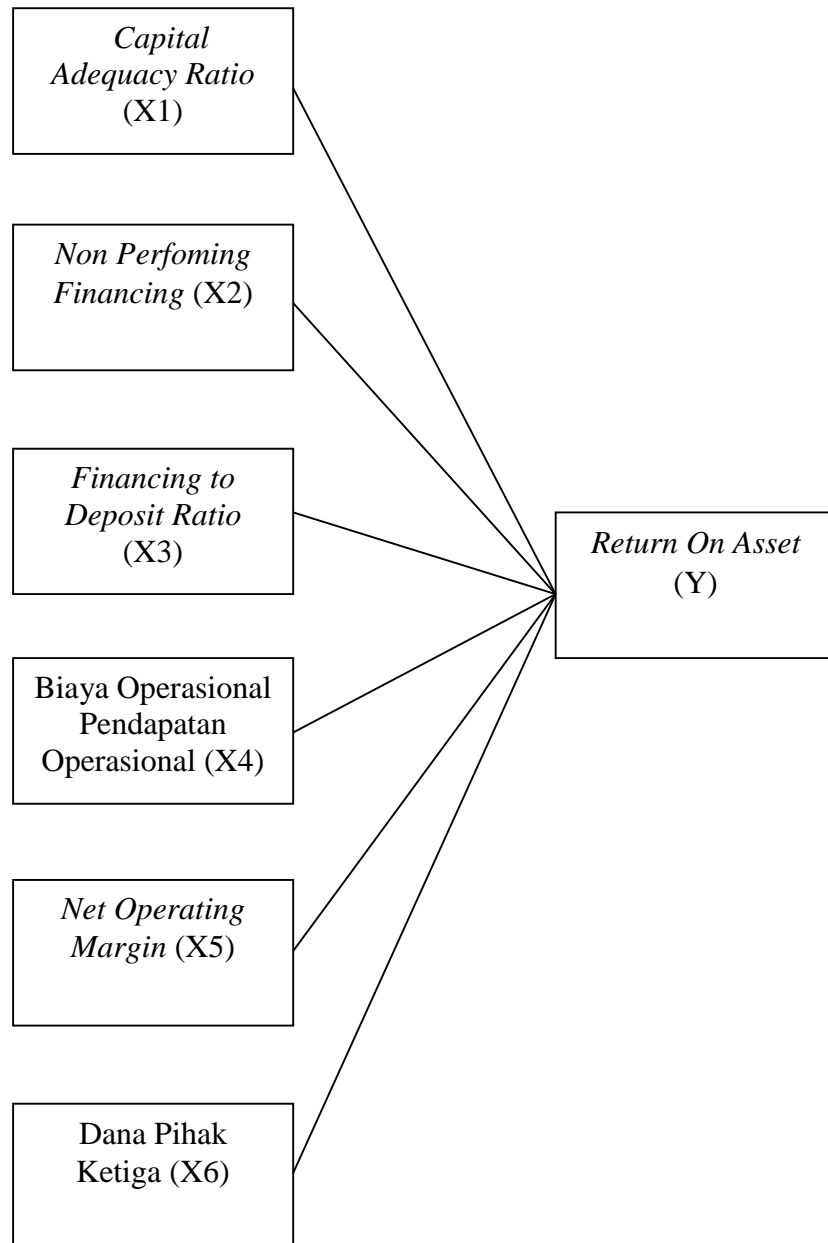 Capital
Adequacy Ratio
(X1)
Non Perfoming
Financing (X2)
Financing to
Deposit Ratio
(X3)
Return On Asset
(Y)
Biaya Operasional
Pendapatan
Operasional (X4)
Net Operating
Margin (X5)
Dana Pihak
Ketiga (X6)